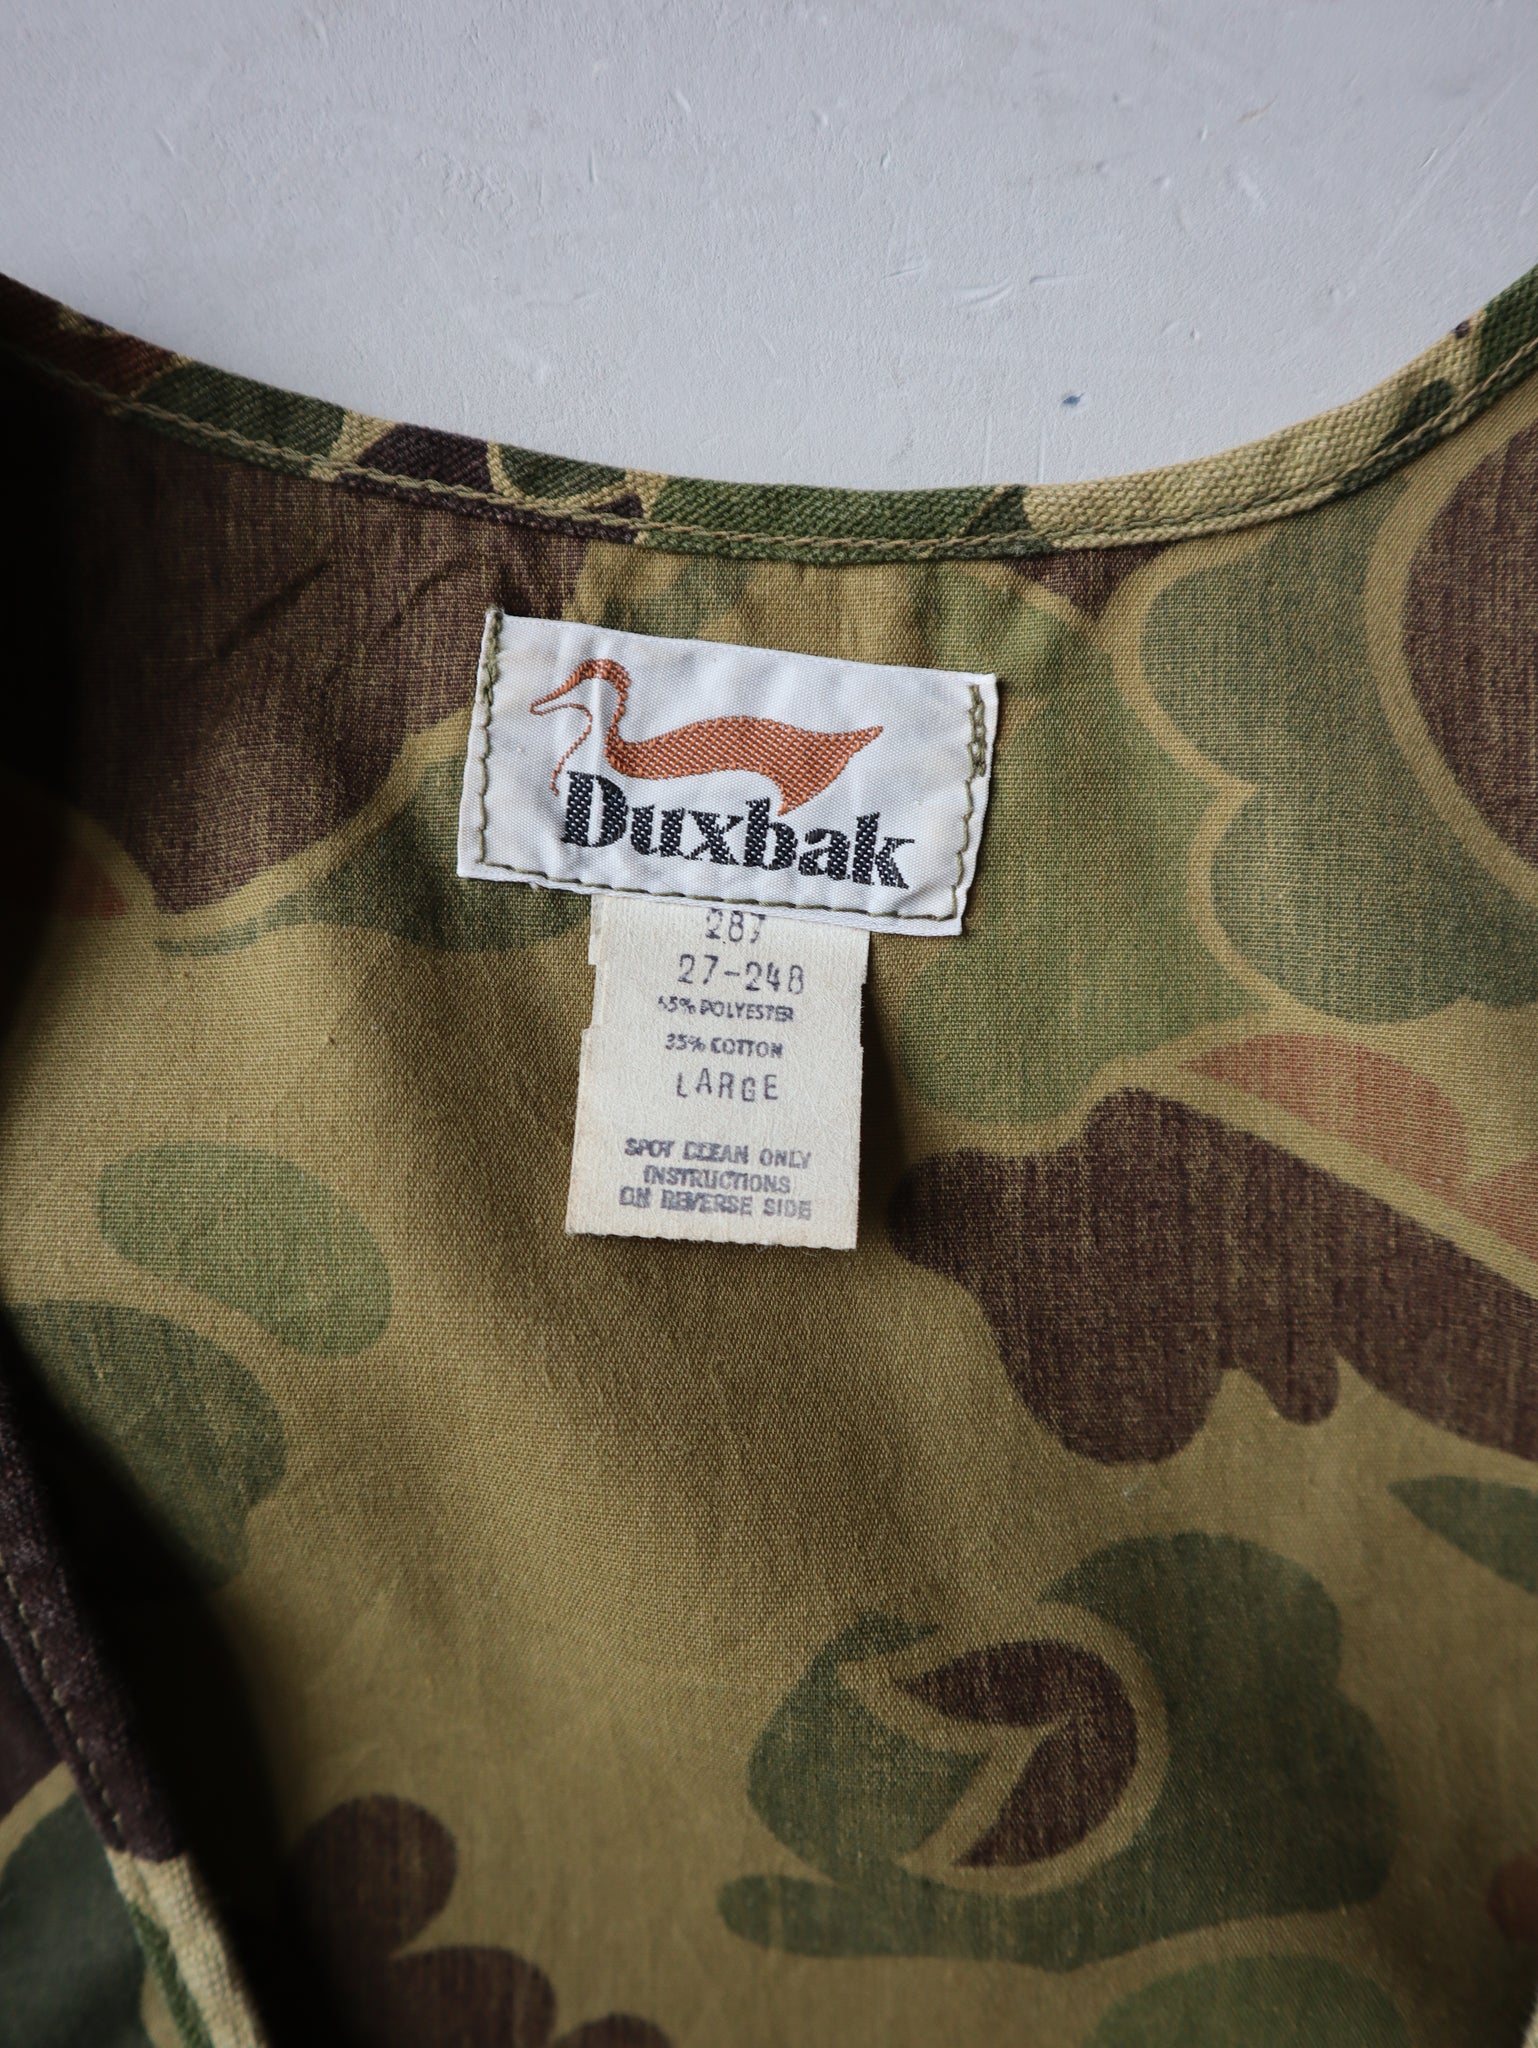 Duxbak
287
27-248
65% POLYESTER
35% COTTON
LARGE
SPOT CLEAN ONLY
INSTRUCTIONS
ON REVERSE SIDE